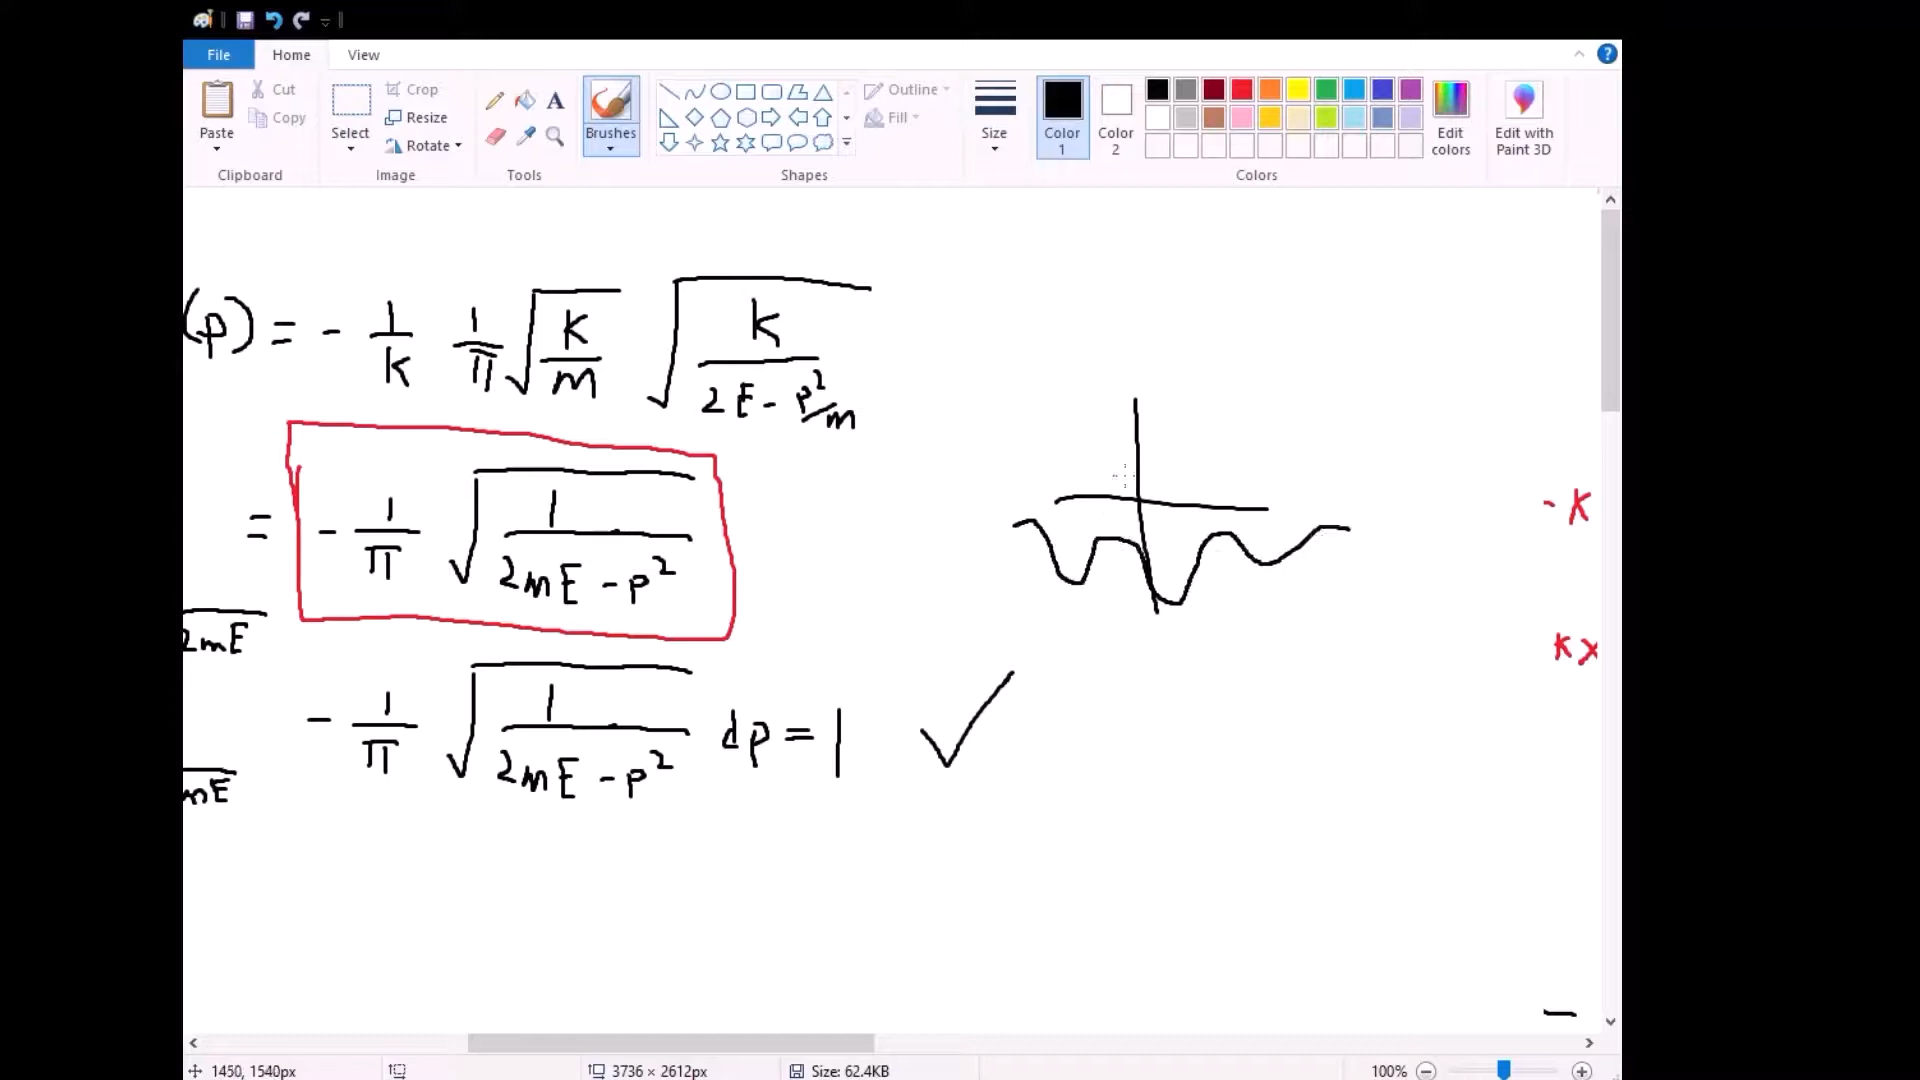 File Home View
Paste Cut Copy Clipboard
Select Crop Resize Rotate Image
Tools
Brushes
Shapes Outline Fill
Size
Color 1 Color 2
Edit colors Edit with Paint 3D
Colors
(p) = - 1/k 1/π √(k/m) √(k/(2E - p²/m))
= - 1/π √(1/(2mE - p²))
- k
2mE
kx
- 1/π √(1/(2mE - p²)) dp = 1 ✓
mE
1450, 1540px 3736 × 2612px Size: 62.4KB 100%